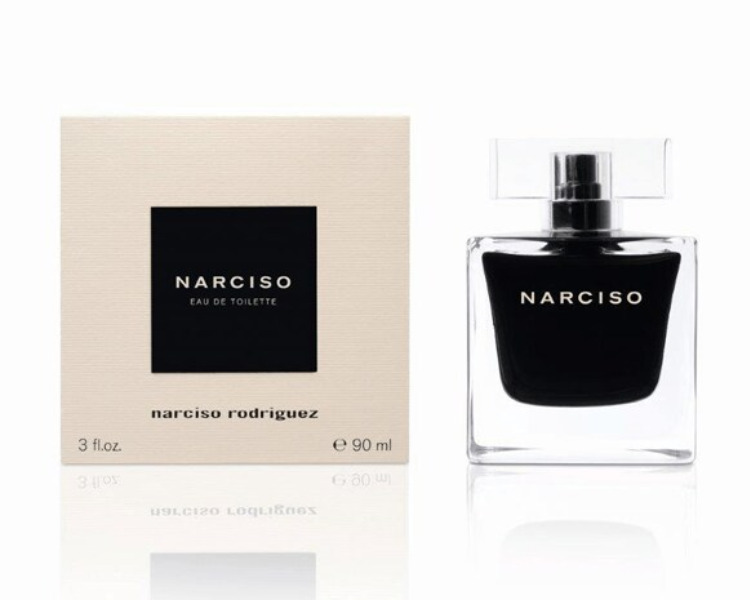 NARCISO
EAU DE TOILETTE
narciso rodriguez
3 fl.oz.
℮ 90 ml
NARCISO